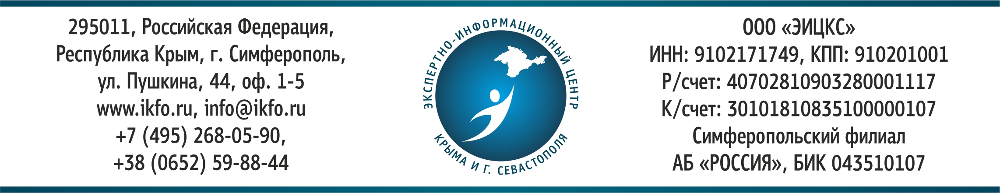 295011, Российская Федерация,
Республика Крым, г. Симферополь,
ул. Пушкина, 44, оф. 1-5
www.ikfo.ru, info@ikfo.ru
+7 (495) 268-05-90,
+38 (0652) 59-88-44
ЭКСПЕРТНО-ИНФОРМАЦИОННЫЙ ЦЕНТР
КРЫМА И Г. СЕВАСТОПОЛЯ
ООО «ЭИЦКС»
ИНН: 9102171749, КПП: 910201001
Р/счет: 40702810903280001117
К/счет: 30101810835100000107
Симферопольский филиал
АБ «РОССИЯ», БИК 043510107